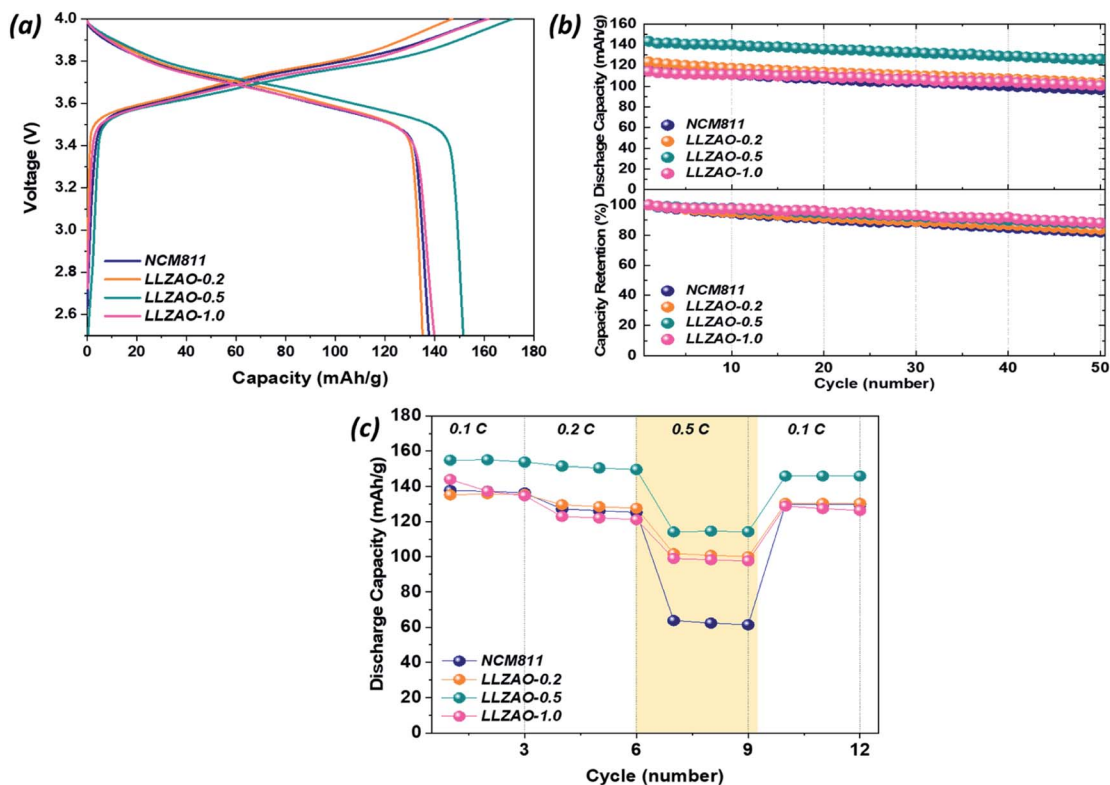 (a)
4.0
3.6
3.4
3.2
2.8
2.6
Voltage (V)
NCM811
LLZAO-0.2
LLZAO-0.5
LLZAO-1.0
0 20 40 60 80 100 120 140 160 180
Capacity (mAh/g)
(b)
160
140
120
100
80
60
40
20
0
Dischage Capacity (mAh/g)
NCM811
LLZAO-0.2
LLZAO-0.5
LLZAO-1.0
100
80
60
40
20
0
Capacity Retention (%)
NCM811
LLZAO-0.2
LLZAO-0.5
LLZAO-1.0
10 20 30 40 50
Cycle (number)
(c)
180
160
140
120
100
80
60
40
20
0
Discharge Capacity (mAh/g)
0.1 C 0.2 C 0.5 C 0.1 C
NCM811
LLZAO-0.2
LLZAO-0.5
LLZAO-1.0
3 6 9 12
Cycle (number)